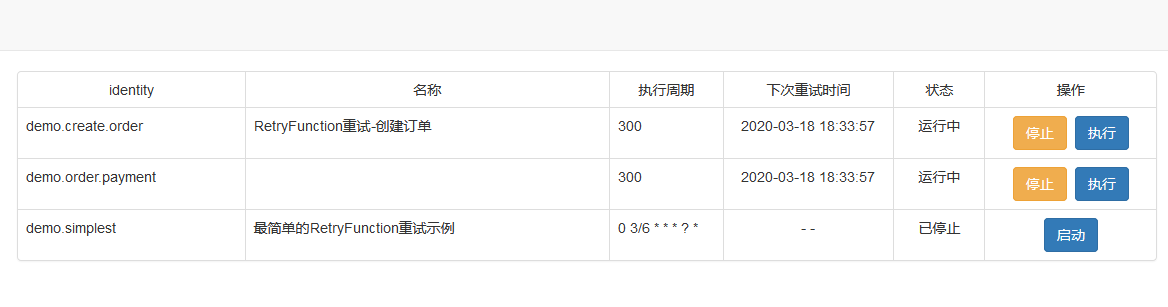 identity 名称 执行周期 下次重试时间 状态 操作
demo.create.order RetryFunction重试-创建订单 300 2020-03-18 18:33:57 运行中 停止 执行
demo.order.payment 300 2020-03-18 18:33:57 运行中 停止 执行
demo.simplest 最简单的RetryFunction重试示例 0 3/6 * * * ? * - - 已停止 启动